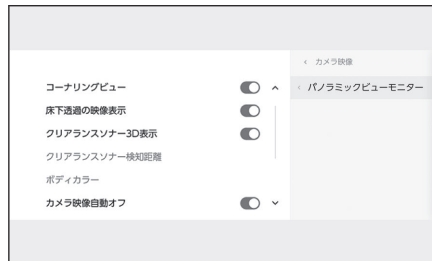 カメラ映像
コーナリングビュー
パノラミックビューモニター
床下透過の映像表示
クリアランスソナー3D表示
クリアランスソナー検知距離
ボディカラー
カメラ映像自動オフ